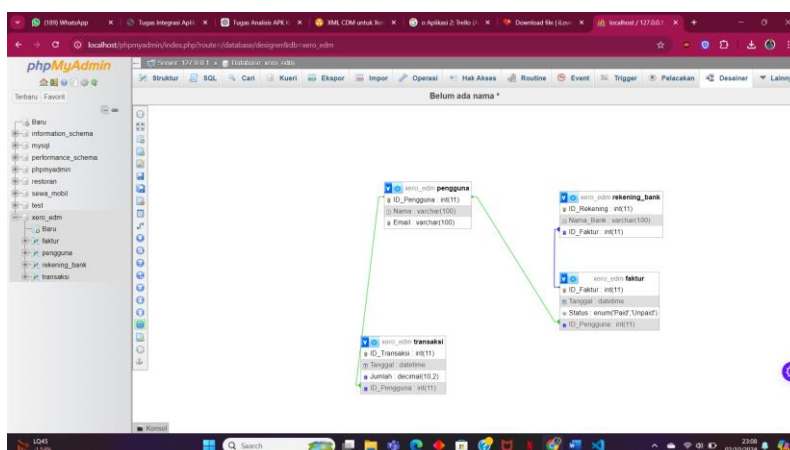 (189) WhatsApp
Tugas Integrasi Apli
Tugas Analisis APK
XML CDM untuk Xer
o Aplikasi 2: Trello (A
Download file | iLove
localhost / 127.0.0.1
localhost/phpmyadmin/index.php?route=/database/designer&db=xero_edm
phpMyAdmin
Terbaru
Favorit
Baru
information_schema
mysql
performance_schema
phpmyadmin
restoran
sewa_mobil
test
xero_edm
Baru
faktur
pengguna
rekening_bank
transaksi
Server: 127.0.0.1 » Database: xero_edm
Struktur
SQL
Cari
Kueri
Ekspor
Impor
Operasi
Hak Akses
Routine
Event
Trigger
Pelacakan
Desainer
Belum ada nama *
xero_edm pengguna
ID_Pengguna : int(11)
Nama : varchar(100)
Email : varchar(100)
xero_edm rekening_bank
ID_Rekening : int(11)
Nama_Bank : varchar(100)
ID_Faktur : int(11)
xero_edm faktur
ID_Faktur : int(11)
Tanggal : datetime
Status : enum('Paid','Unpaid')
ID_Pengguna : int(11)
xero_edm transaksi
ID_Transaksi : int(11)
Tanggal : datetime
Jumlah : decimal(10,2)
ID_Pengguna : int(11)
Konsol
LQ45
Search
23:08